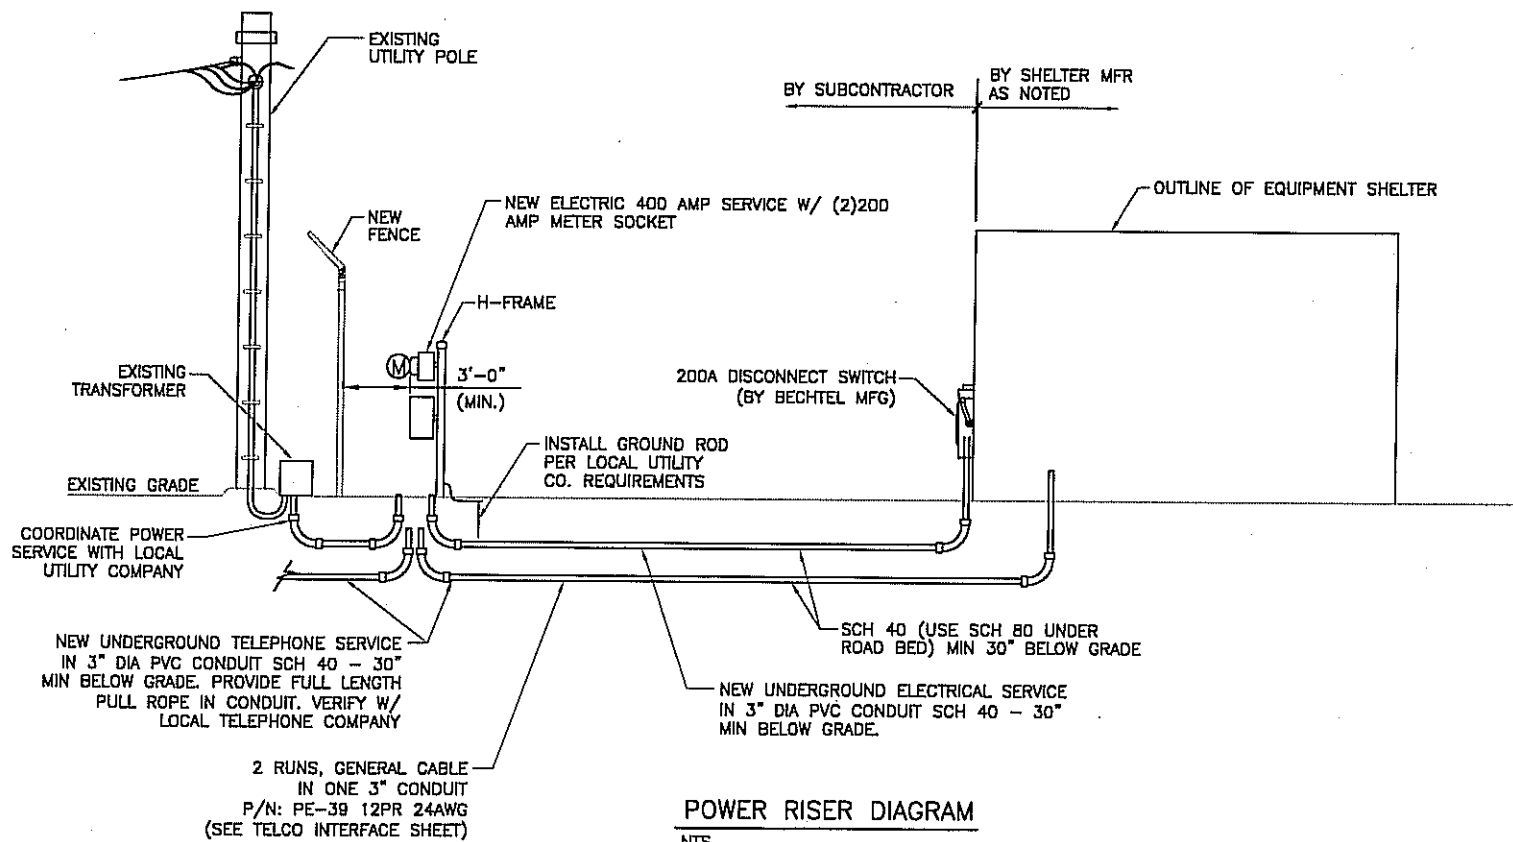 EXISTING
UTILITY POLE
BY SUBCONTRACTOR
BY SHELTER MFR
AS NOTED
OUTLINE OF EQUIPMENT SHELTER
NEW ELECTRIC 400 AMP SERVICE W/ (2)200
AMP METER SOCKET
NEW
FENCE
H-FRAME
M
3'-0"
(MIN.)
EXISTING
TRANSFORMER
200A DISCONNECT SWITCH
(BY BECHTEL MFG)
INSTALL GROUND ROD
PER LOCAL UTILITY
CO. REQUIREMENTS
EXISTING GRADE
COORDINATE POWER
SERVICE WITH LOCAL
UTILITY COMPANY
NEW UNDERGROUND TELEPHONE SERVICE
IN 3" DIA PVC CONDUIT SCH 40 - 30"
MIN BELOW GRADE. PROVIDE FULL LENGTH
PULL ROPE IN CONDUIT. VERIFY W/
LOCAL TELEPHONE COMPANY
SCH 40 (USE SCH 80 UNDER
ROAD BED) MIN 30" BELOW GRADE
NEW UNDERGROUND ELECTRICAL SERVICE
IN 3" DIA PVC CONDUIT SCH 40 - 30"
MIN BELOW GRADE.
2 RUNS, GENERAL CABLE
IN ONE 3" CONDUIT
P/N: PE-39 12PR 24AWG
(SEE TELCO INTERFACE SHEET)
POWER RISER DIAGRAM
NTS